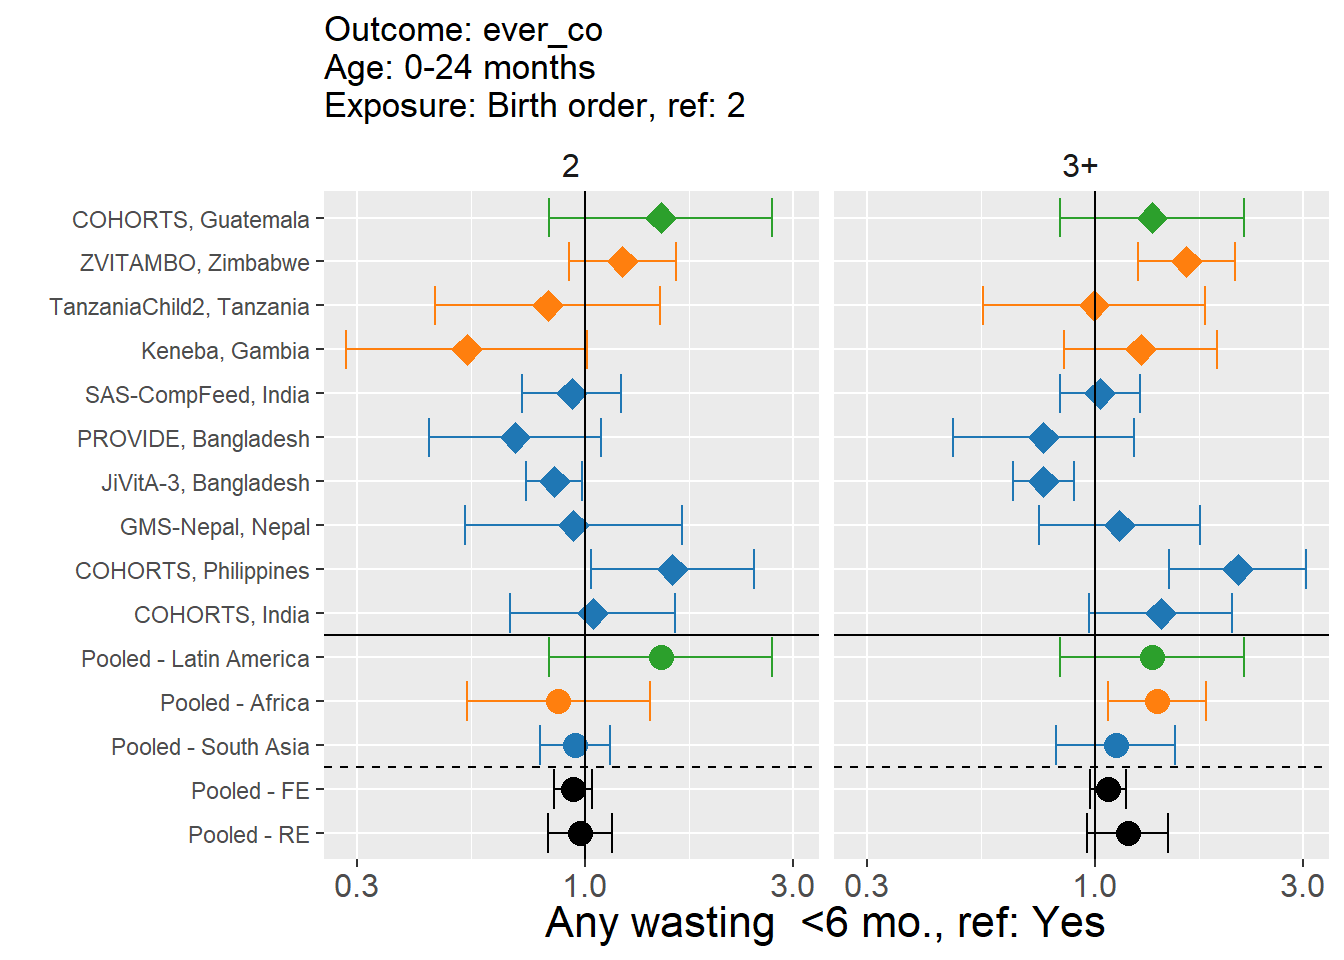 Outcome: ever_co
Age: 0-24 months
Exposure: Birth order, ref: 2
2 3+
COHORTS, Guatemala
ZVITAMBO, Zimbabwe
TanzaniaChild2, Tanzania
Keneba, Gambia
SAS-CompFeed, India
PROVIDE, Bangladesh
JiVitA-3, Bangladesh
GMS-Nepal, Nepal
COHORTS, Philippines
COHORTS, India
Pooled - Latin America
Pooled - Africa
Pooled - South Asia
Pooled - FE
Pooled - RE
0.3 1.0 3.0 0.3 1.0 3.0
Any wasting  <6 mo., ref: Yes